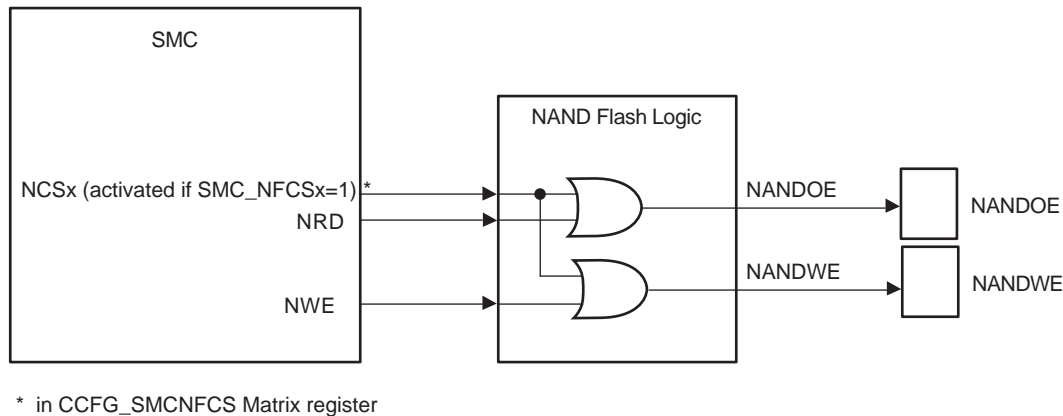 SMC
NAND Flash Logic
NCSx (activated if SMC_NFCSx=1) *
NRD
NWE
NANDOE
NANDOE
NANDWE
NANDWE
* in CCFG_SMCNFCS Matrix register